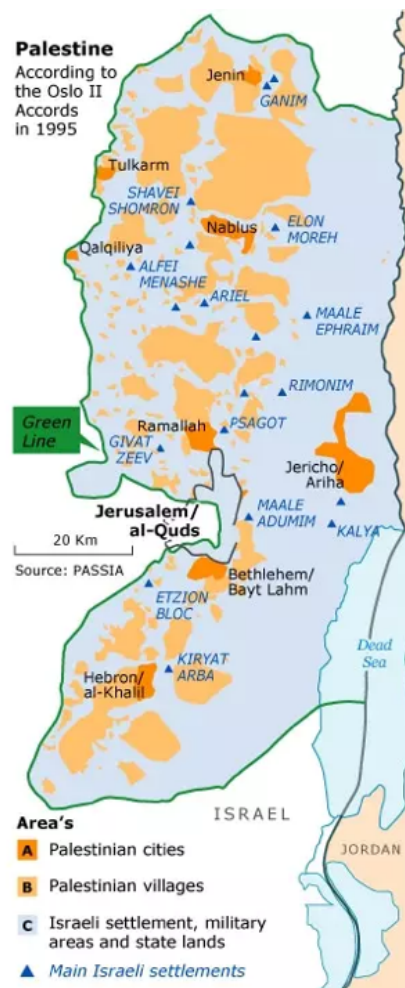 Palestine
According to
the Oslo II
Accords
in 1995
Jenin
GANIM
Tulkarm
SHAVEI
SHOMRON
Nablus
ELON
MOREH
Qalqiliya
ALFEI
MENASHE
ARIEL
MAALE
EPHRAIM
RIMONIM
Green
Line
Ramallah
PSAGOT
GIVAT
ZEEV
Jericho/
Ariha
Jerusalem/
al-Quds
MAALE
ADUMIM
KALYA
20 Km
Source: PASSIA
Bethlehem/
Bayt Lahm
ETZION
BLOC
Dead
Sea
KIRYAT
ARBA
Hebron/
al-Khalil
ISRAEL
JORDAN
Area's
A Palestinian cities
B Palestinian villages
C Israeli settlement, military
areas and state lands
Main Israeli settlements